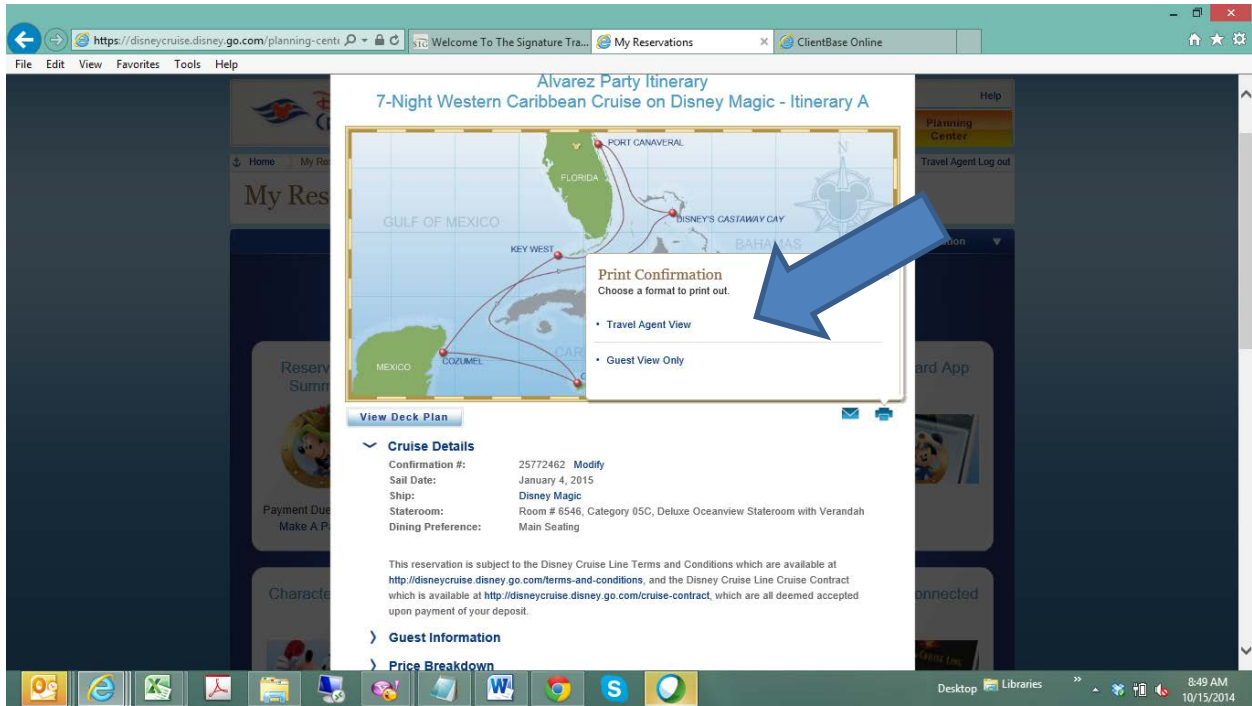 https://disneycruise.disney.go.com/planning-cente
Welcome To The Signature Tra...
My Reservations
ClientBase Online
File Edit View Favorites Tools Help
Alvarez Party Itinerary
7-Night Western Caribbean Cruise on Disney Magic - Itinerary A
Help
Planning Center
Home
My Re
Travel Agent Log out
My Res
PORT CANAVERAL
N
FLORIDA
GULF OF MEXICO
DISNEY'S CASTAWAY CAY
KEY WEST
BAHAMAS
Print Confirmation
Choose a format to print out.
• Travel Agent View
• Guest View Only
MEXICO
COZUMEL
CAR
Reserv
Summ
ard App
View Deck Plan
Cruise Details
Confirmation #: 25772462 Modify
Sail Date: January 4, 2015
Ship: Disney Magic
Stateroom: Room # 6546, Category 05C, Deluxe Oceanview Stateroom with Verandah
Dining Preference: Main Seating
Payment Due
Make A P
This reservation is subject to the Disney Cruise Line Terms and Conditions which are available at
http://disneycruise.disney.go.com/terms-and-conditions, and the Disney Cruise Line Cruise Contract
which is available at http://disneycruise.disney.go.com/cruise-contract, which are all deemed accepted
upon payment of your deposit.
Characte
onnected
Guest Information
Price Breakdown
Desktop
Libraries
8:49 AM
10/15/2014